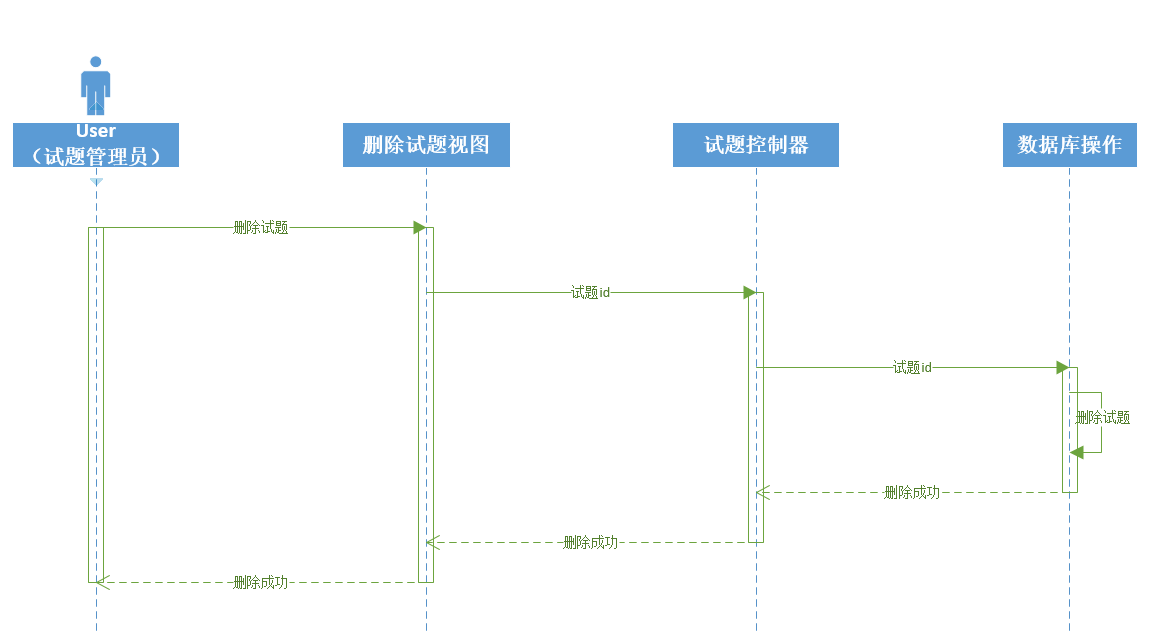 User
（试题管理员）
删除试题视图
试题控制器
数据库操作
删除试题
试题id
试题id
删除试题
删除成功
删除成功
删除成功